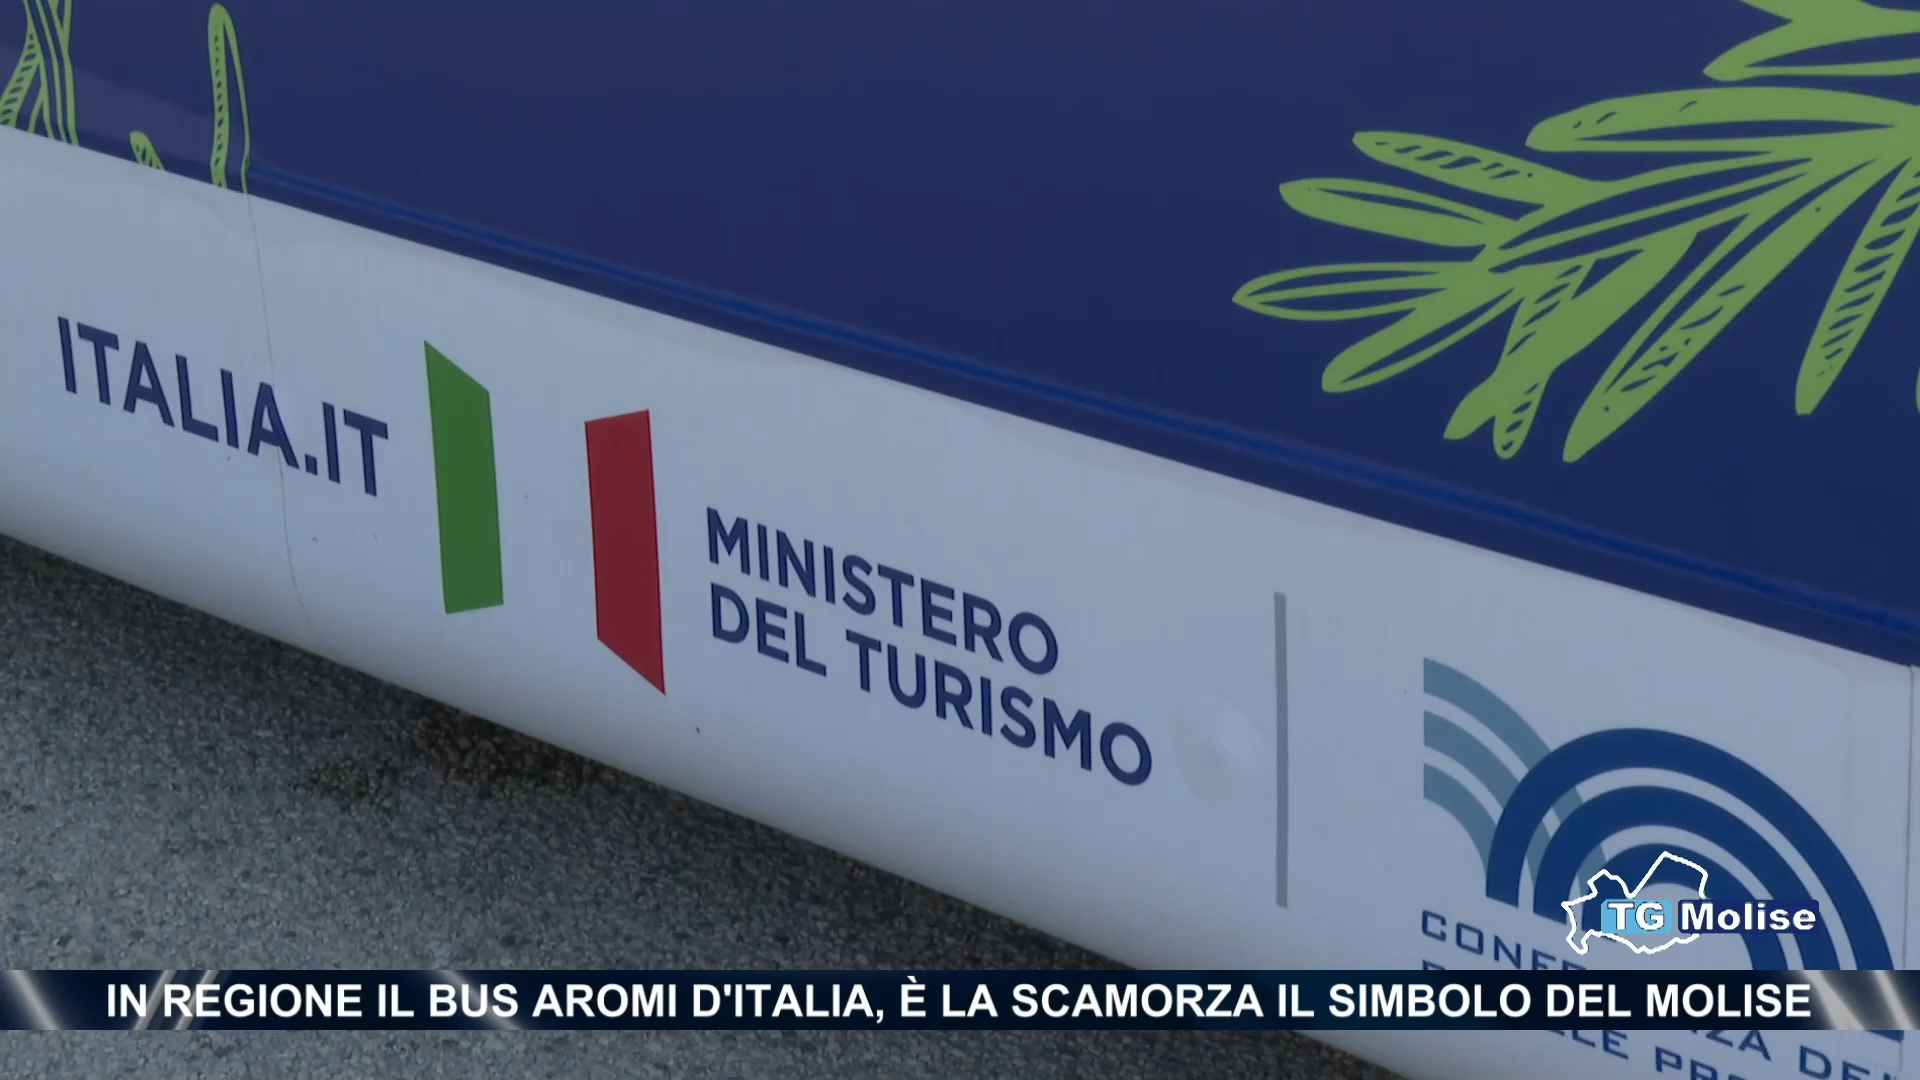 ITALIA.IT
MINISTERO
DEL TURISMO
TG Molise
IN REGIONE IL BUS AROMI D'ITALIA, È LA SCAMORZA IL SIMBOLO DEL MOLISE